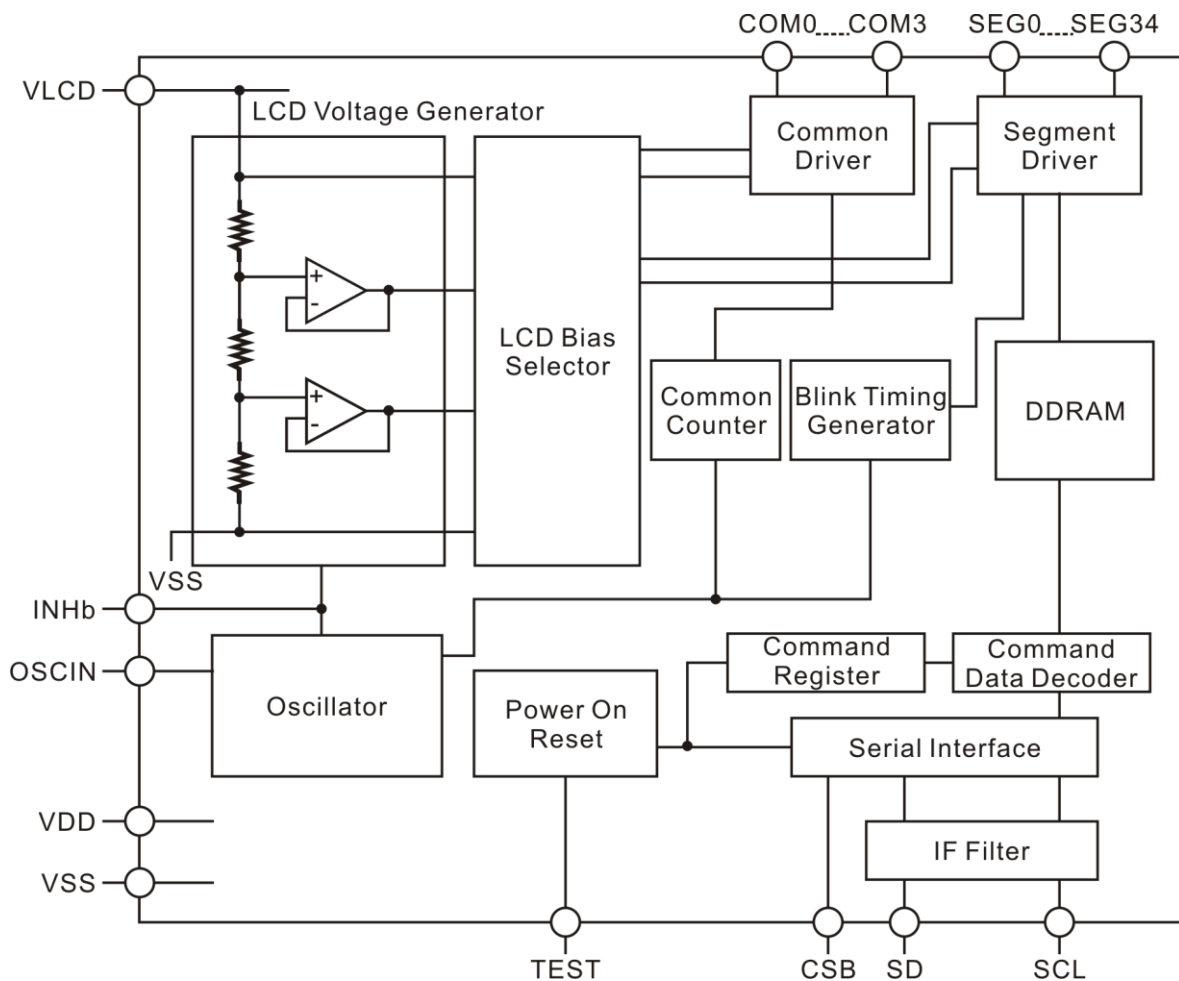 COM0.....COM3 SEG0.....SEG34
VLCD
LCD Voltage Generator
Common
Driver
Segment
Driver
+
-
LCD Bias
Selector
+
-
Common
Counter
Blink Timing
Generator
DDRAM
VSS
INHb
OSCIN
Oscillator
Power On
Reset
Command
Register
Command
Data Decoder
Serial Interface
VDD
IF Filter
VSS
TEST
CSB
SD
SCL